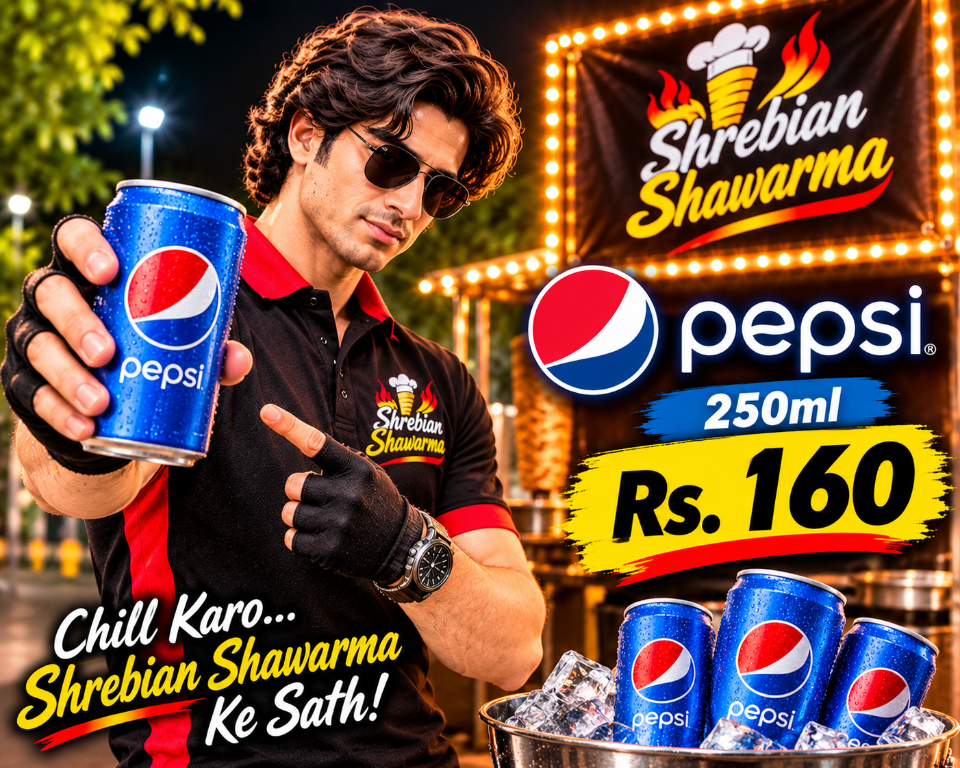 Shrebian
Shawarma
pepsi
pepsi®
250ml
Rs. 160
Shrebian
Shawarma
Chill Karo...
Shrebian Shawarma
Ke Sath!
pepsi
pepsi
pepsi